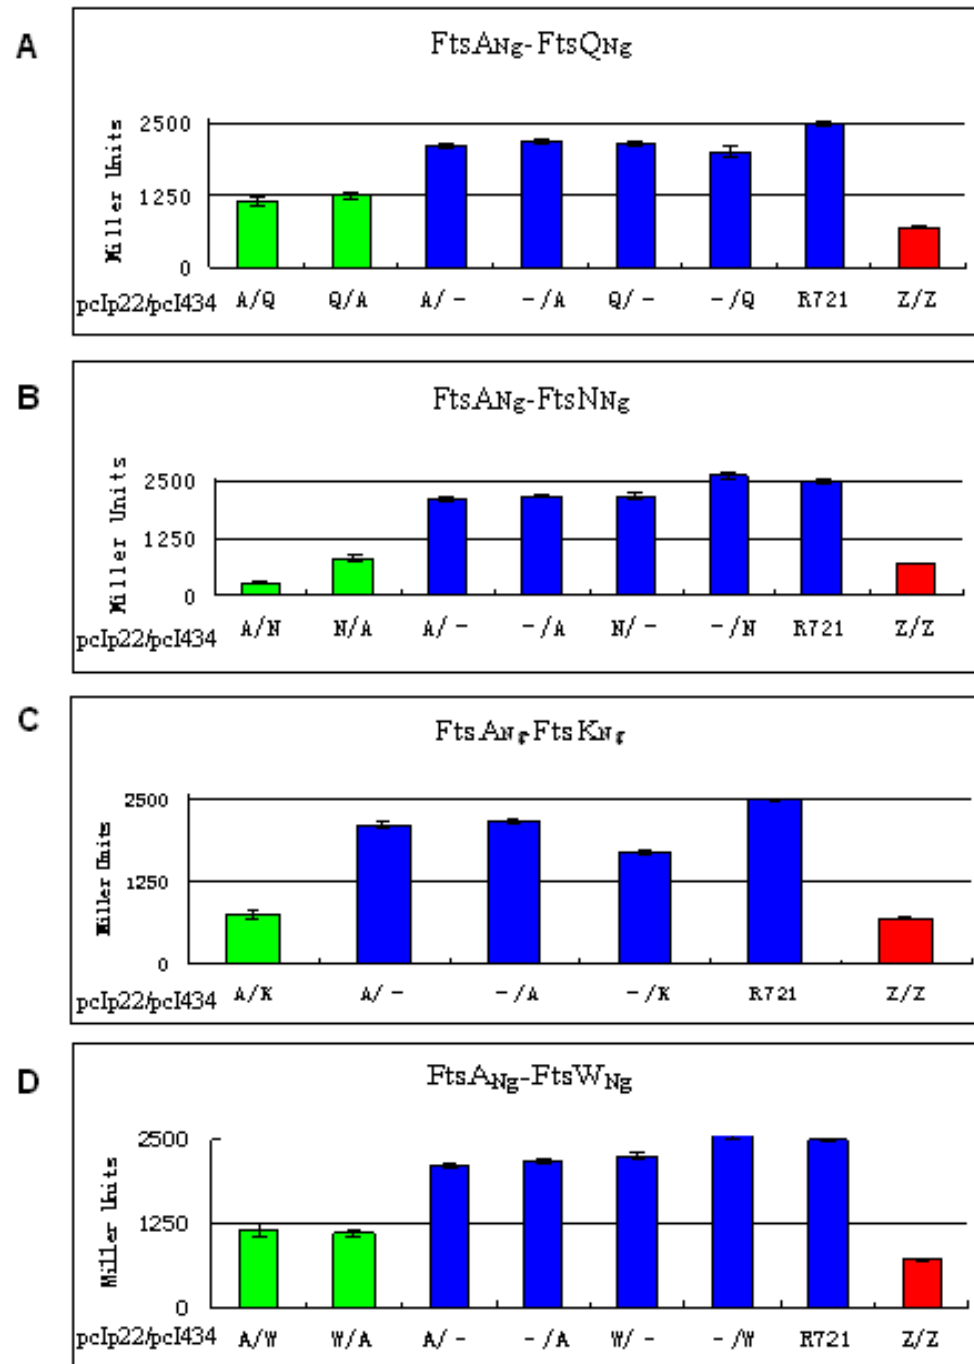 A
FtsANg-FtsQNg
Miller Units
2500
1250
0
pcIp22/pcI434 A/Q Q/A A/- -/A Q/- -/Q R721 Z/Z
B
FtsANg-FtsNNg
Miller Units
2500
1250
0
pcIp22/pcI434 A/N N/A A/- -/A N/- -/N R721 Z/Z
C
FtsANg-FtsKNg
Miller Units
2500
1250
0
pcIp22/pcI434 A/K A/- -/A -/K R721 Z/Z
D
FtsANg-FtsWNg
Miller Units
2500
1250
0
pcIp22/pcI434 A/W W/A A/- -/A W/- -/W R721 Z/Z